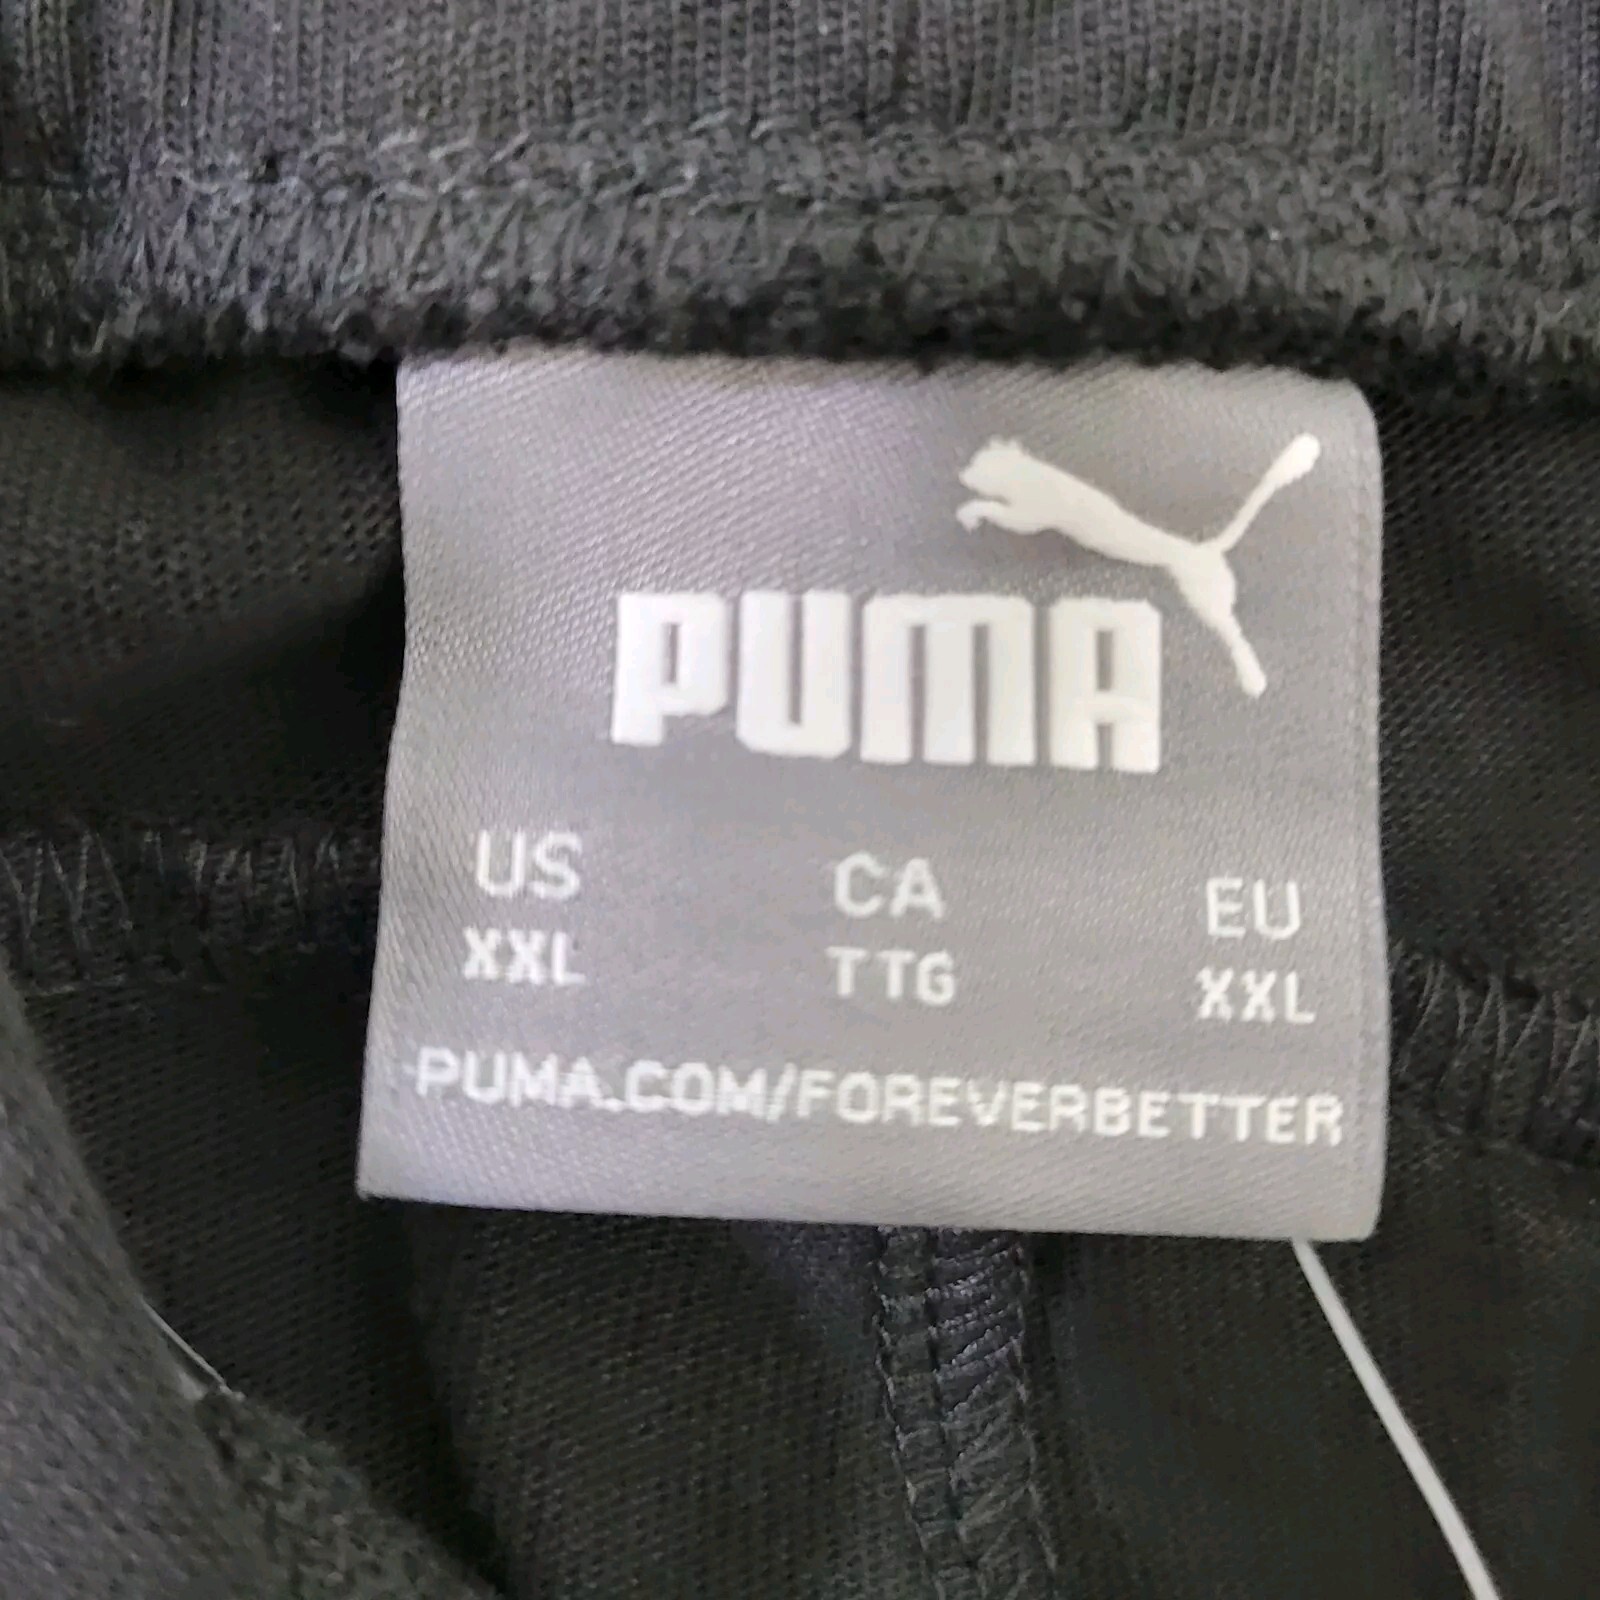 PUMA
US CA EU
XXL TTG XXL
PUMA.COM/FOREVERBETTER